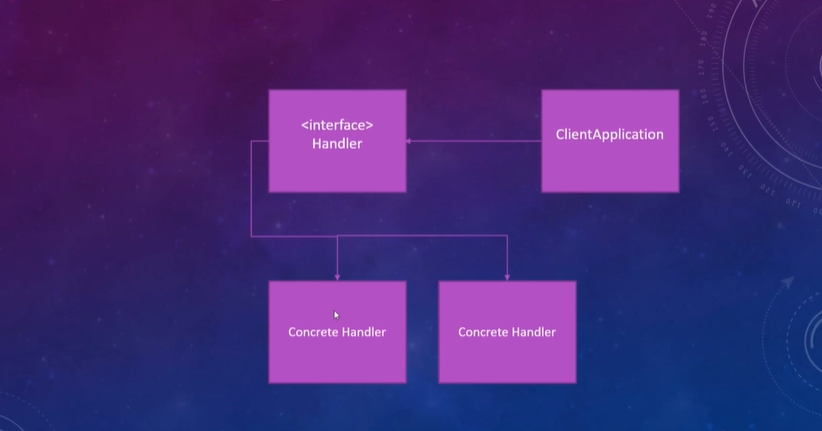 <interface>
Handler
ClientApplication
Concrete Handler
Concrete Handler